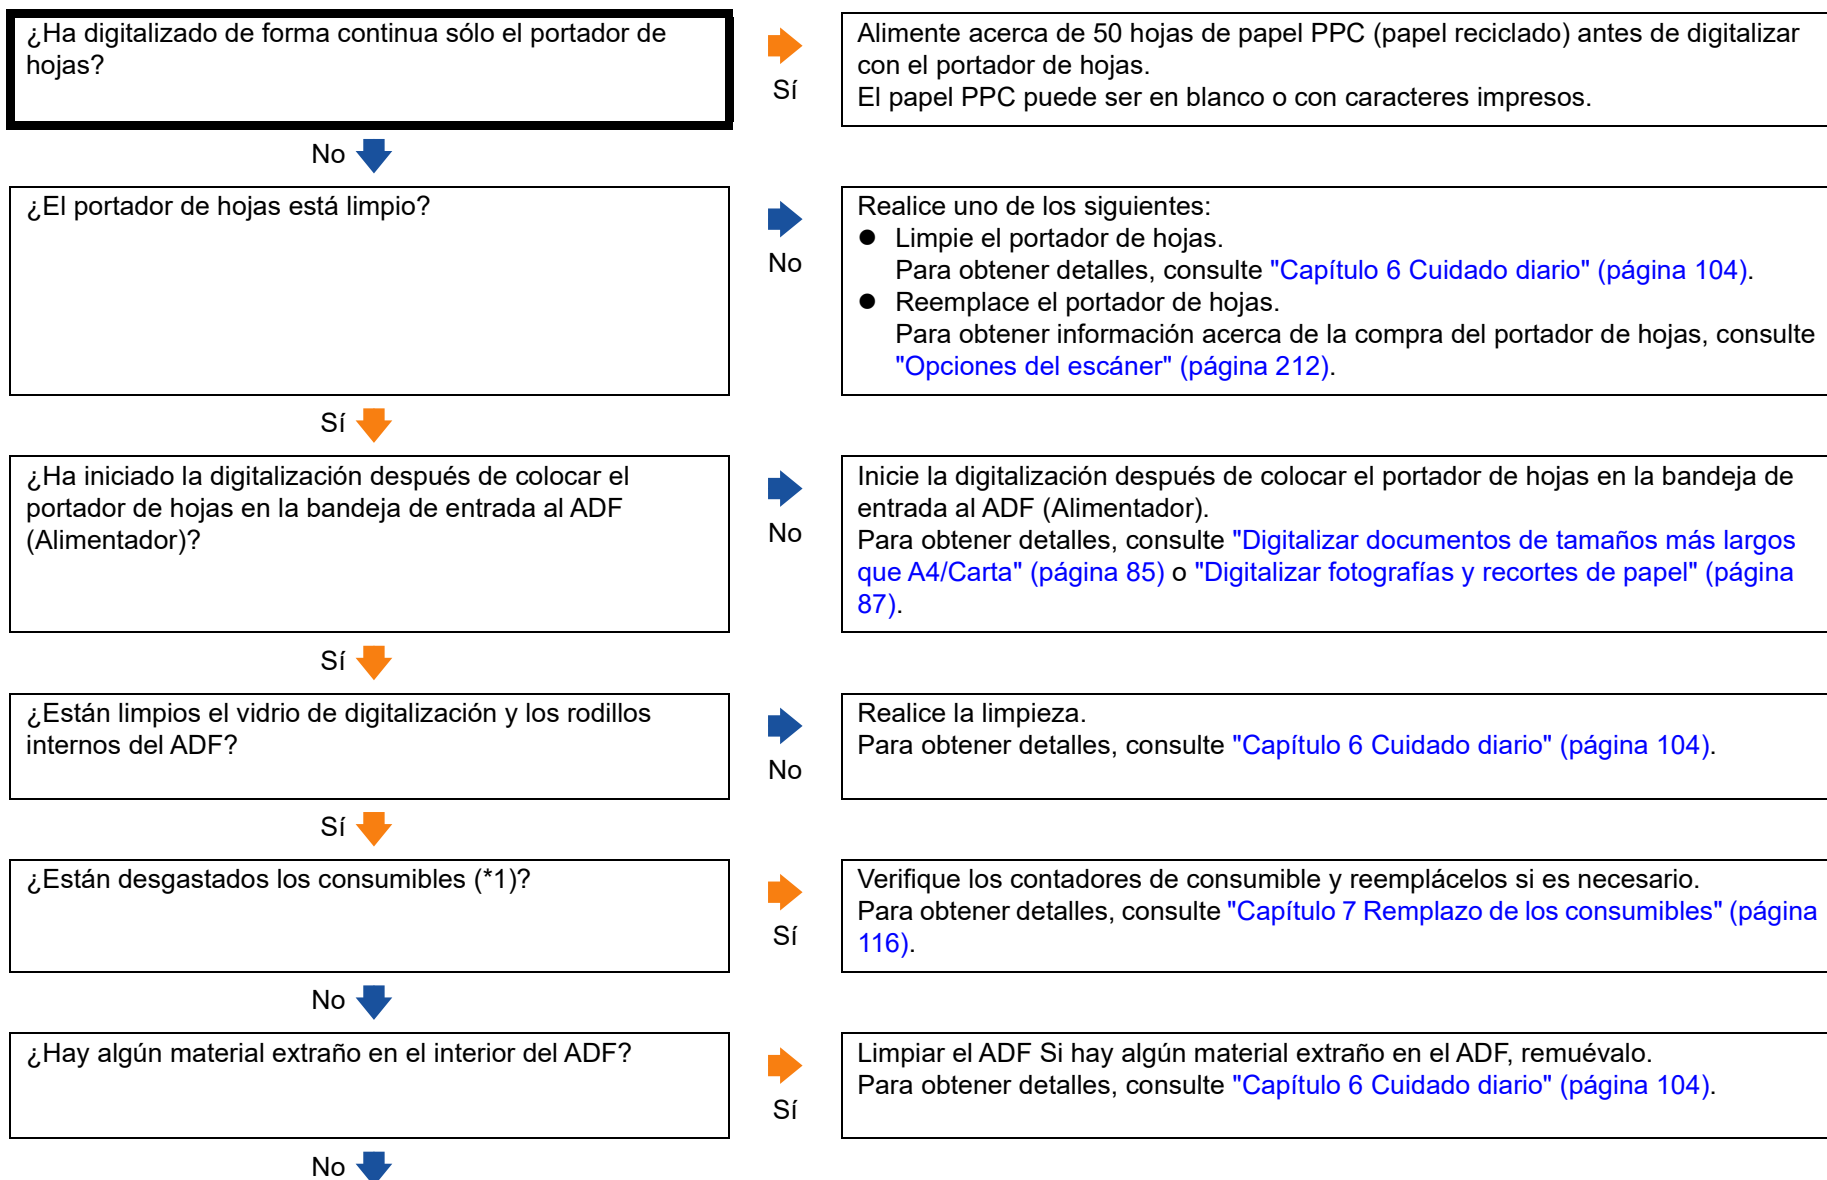 ¿Ha digitalizado de forma continua sólo el portador de
hojas?
Sí
Alimente acerca de 50 hojas de papel PPC (papel reciclado) antes de digitalizar
con el portador de hojas.
El papel PPC puede ser en blanco o con caracteres impresos.
No
¿El portador de hojas está limpio?
No
Realice uno de los siguientes:
● Limpie el portador de hojas.
Para obtener detalles, consulte "Capítulo 6 Cuidado diario" (página 104).
● Reemplace el portador de hojas.
Para obtener información acerca de la compra del portador de hojas, consulte
"Opciones del escáner" (página 212).
Sí
¿Ha iniciado la digitalización después de colocar el
portador de hojas en la bandeja de entrada al ADF
(Alimentador)?
No
Inicie la digitalización después de colocar el portador de hojas en la bandeja de
entrada al ADF (Alimentador).
Para obtener detalles, consulte "Digitalizar documentos de tamaños más largos
que A4/Carta" (página 85) o "Digitalizar fotografías y recortes de papel" (página
87).
Sí
¿Están limpios el vidrio de digitalización y los rodillos
internos del ADF?
No
Realice la limpieza.
Para obtener detalles, consulte "Capítulo 6 Cuidado diario" (página 104).
Sí
¿Están desgastados los consumibles (*1)?
Sí
Verifique los contadores de consumible y reemplácelos si es necesario.
Para obtener detalles, consulte "Capítulo 7 Remplazo de los consumibles" (página
116).
No
¿Hay algún material extraño en el interior del ADF?
Sí
Limpiar el ADF Si hay algún material extraño en el ADF, remuévalo.
Para obtener detalles, consulte "Capítulo 6 Cuidado diario" (página 104).
No